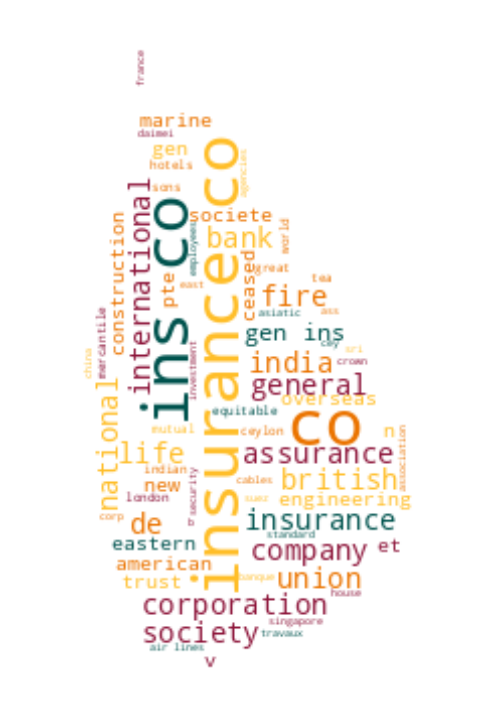 france
marine
daimei
gen
hotels
agencies
sons
international
ins co
insurance co
societe
construction
employees
bank
world
pte
ceased
great
east
tea
fire
asiatic
ass
mercantile
gen ins
cey
sri
china
investment
india
crown
general
national
overseas
equitable
co
mutual
ceylon
n
association
life
assurance
indian
security
new
cables
british
london
suez
engineering
corp
de
insurance
standard
eastern
company
et
american
trust
banque
union
house
corporation
singapore
society
travaux
air lines
v